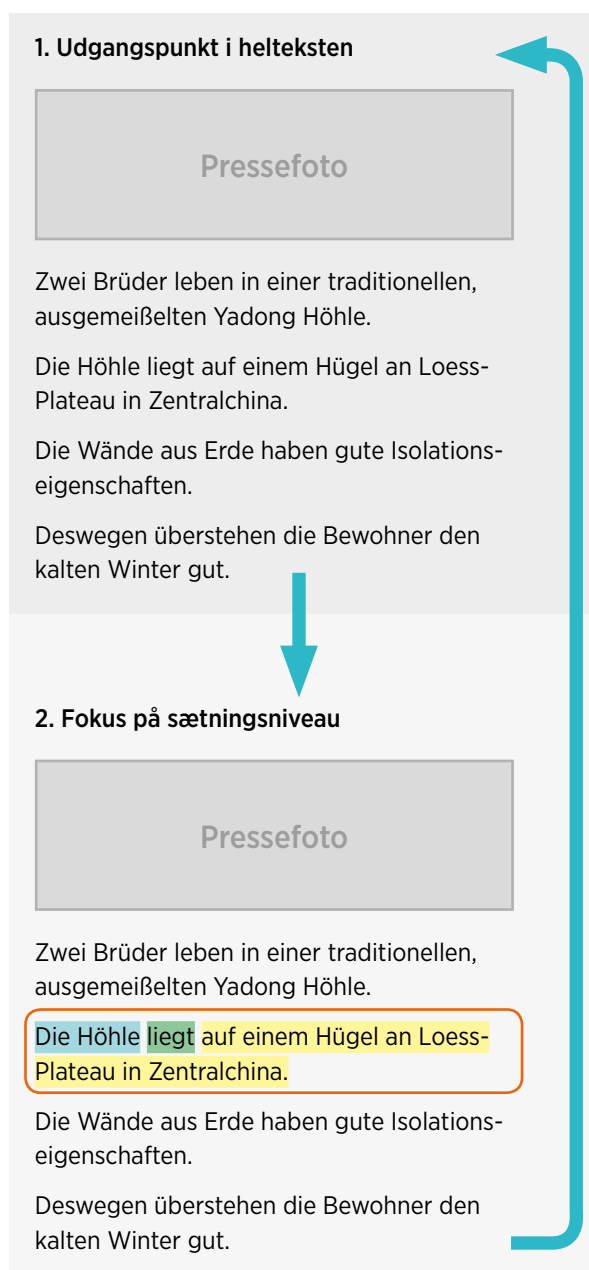 1. Udgangspunkt i helteksten
Pressefoto
Zwei Brüder leben in einer traditionellen,
ausgemeißelten Yadong Höhle.
Die Höhle liegt auf einem Hügel an Loess-
Plateau in Zentralchina.
Die Wände aus Erde haben gute Isolations-
eigenschaften.
Deswegen überstehen die Bewohner den
kalten Winter gut.
2. Fokus på sætningsniveau
Pressefoto
Zwei Brüder leben in einer traditionellen,
ausgemeißelten Yadong Höhle.
Die Höhle liegt auf einem Hügel an Loess-
Plateau in Zentralchina.
Die Wände aus Erde haben gute Isolations-
eigenschaften.
Deswegen überstehen die Bewohner den
kalten Winter gut.